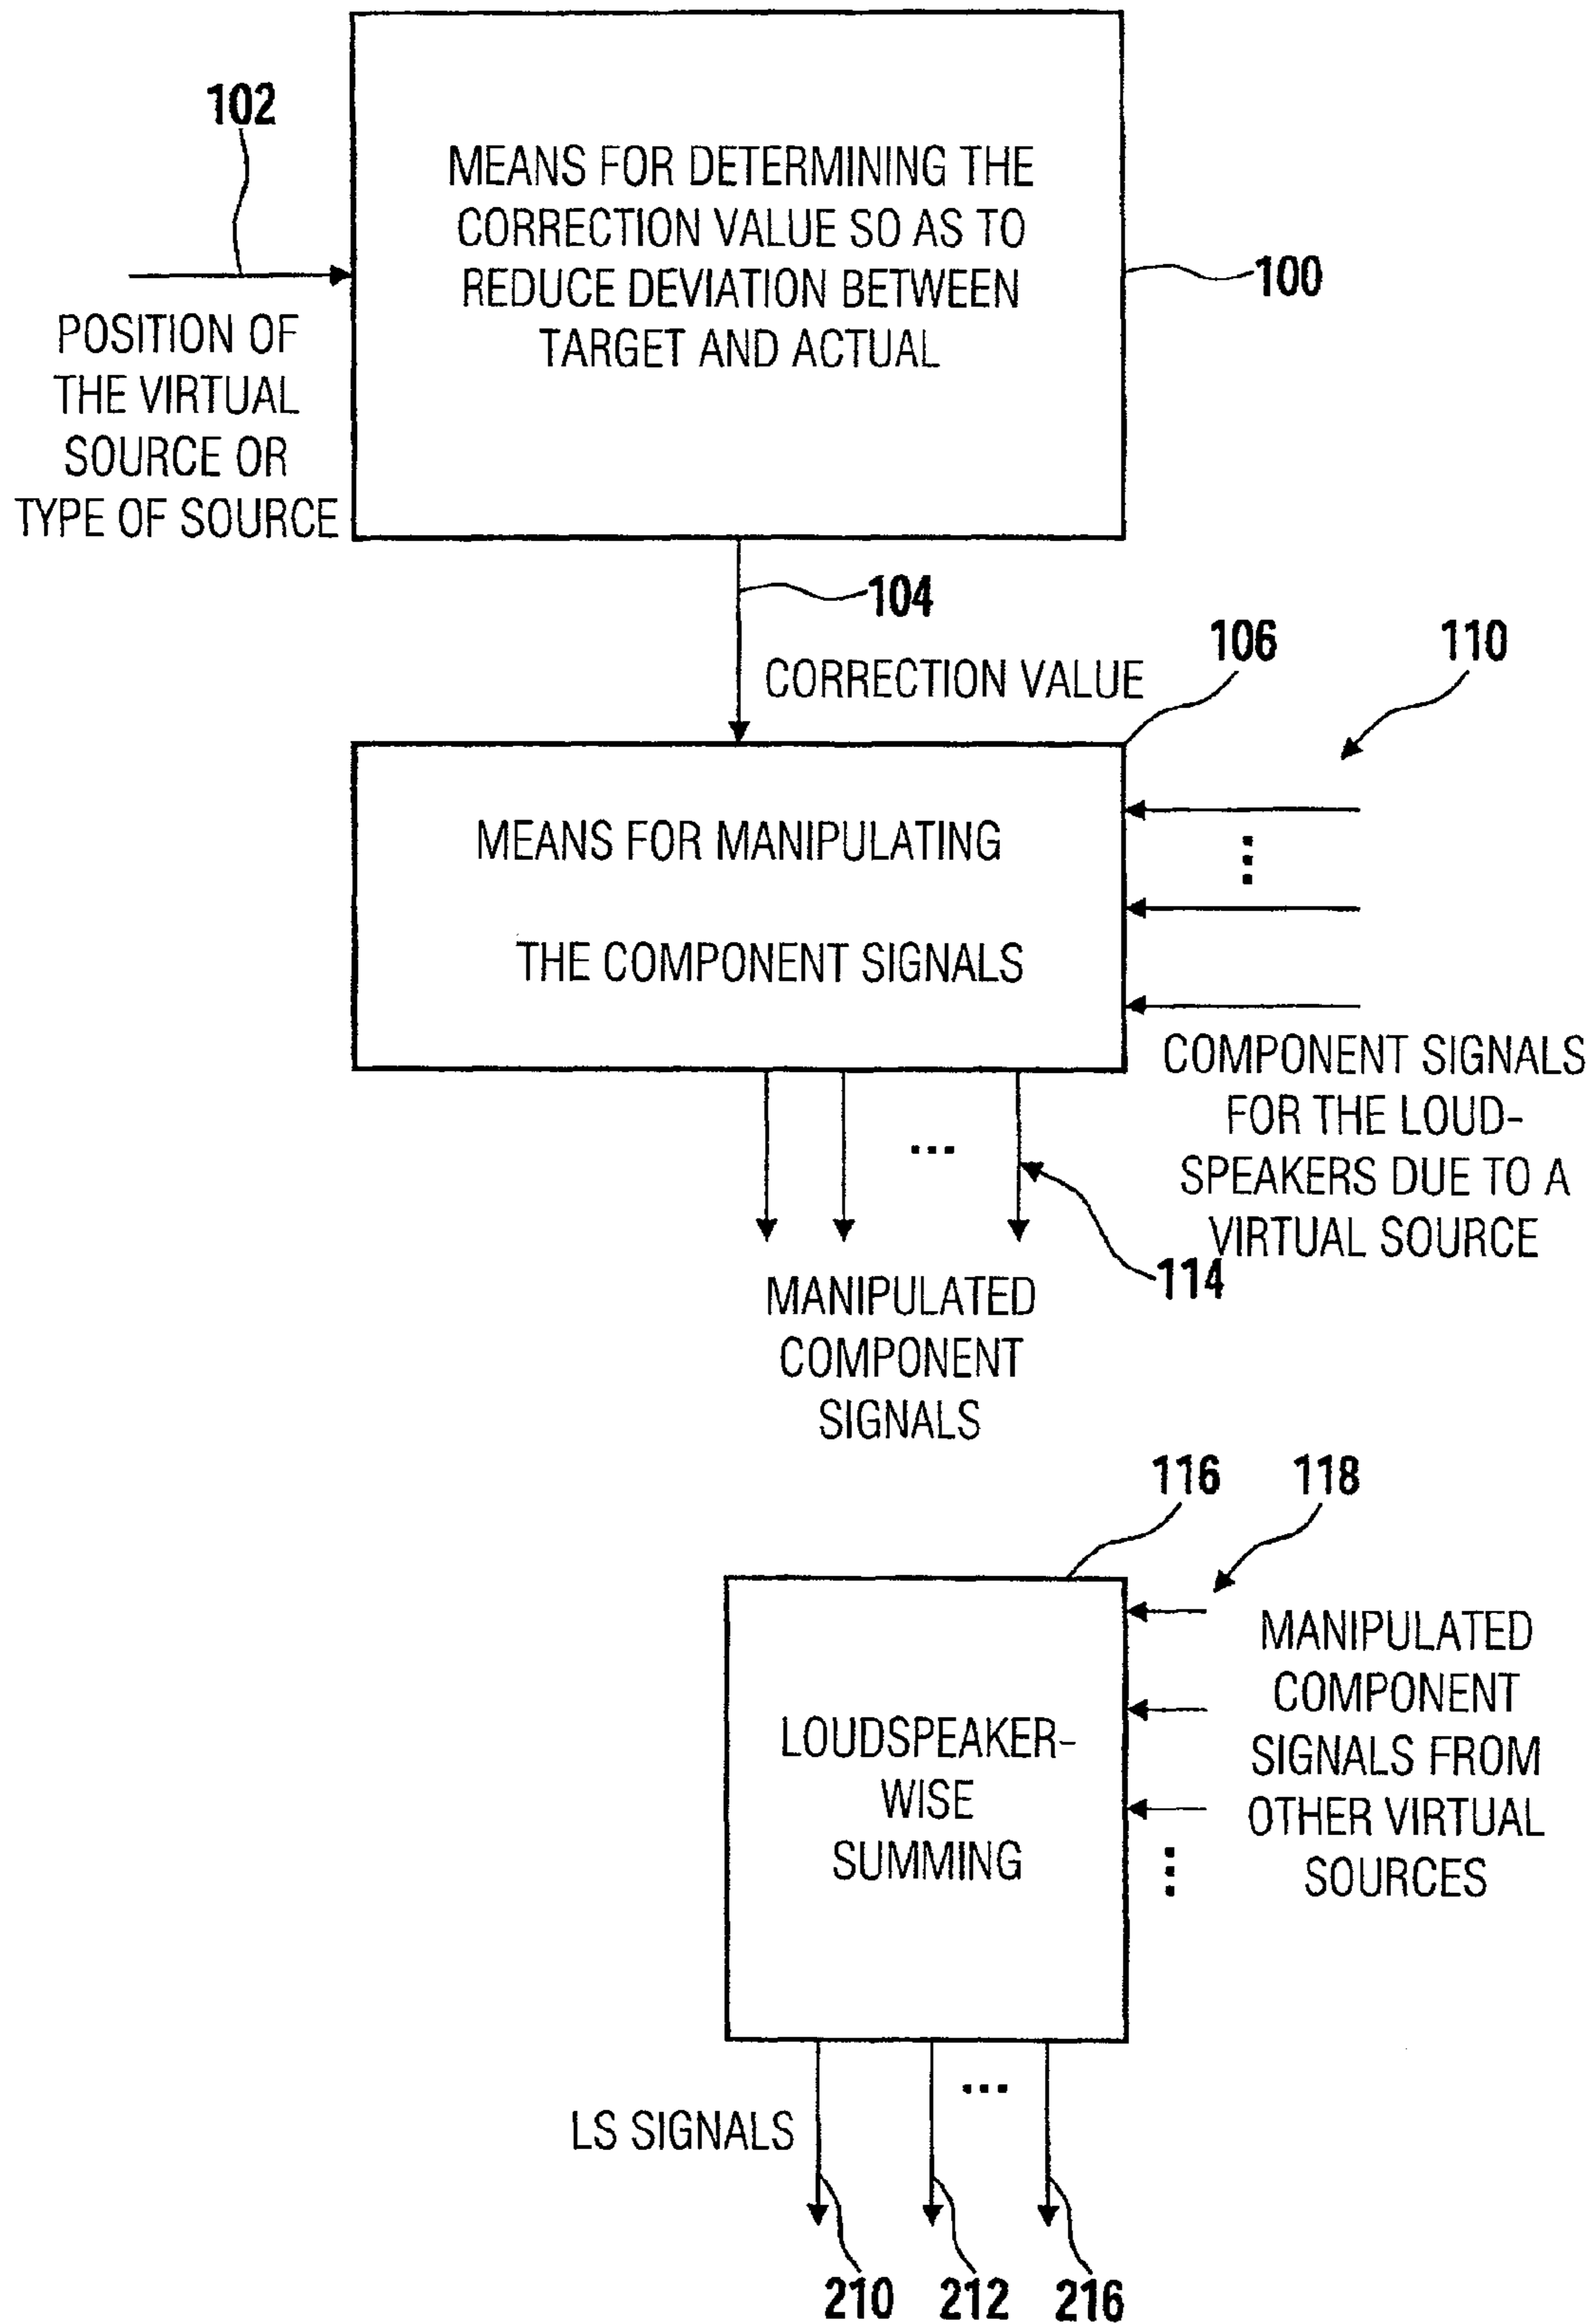 102
MEANS FOR DETERMINING THE
CORRECTION VALUE SO AS TO
REDUCE DEVIATION BETWEEN
TARGET AND ACTUAL
100
POSITION OF
THE VIRTUAL
SOURCE OR
TYPE OF SOURCE
104
CORRECTION VALUE
106
110
MEANS FOR MANIPULATING
THE COMPONENT SIGNALS
COMPONENT SIGNALS
FOR THE LOUD-
SPEAKERS DUE TO A
VIRTUAL SOURCE
114
MANIPULATED
COMPONENT
SIGNALS
116
118
LOUDSPEAKER-
WISE
SUMMING
MANIPULATED
COMPONENT
SIGNALS FROM
OTHER VIRTUAL
SOURCES
LS SIGNALS
210
212
216